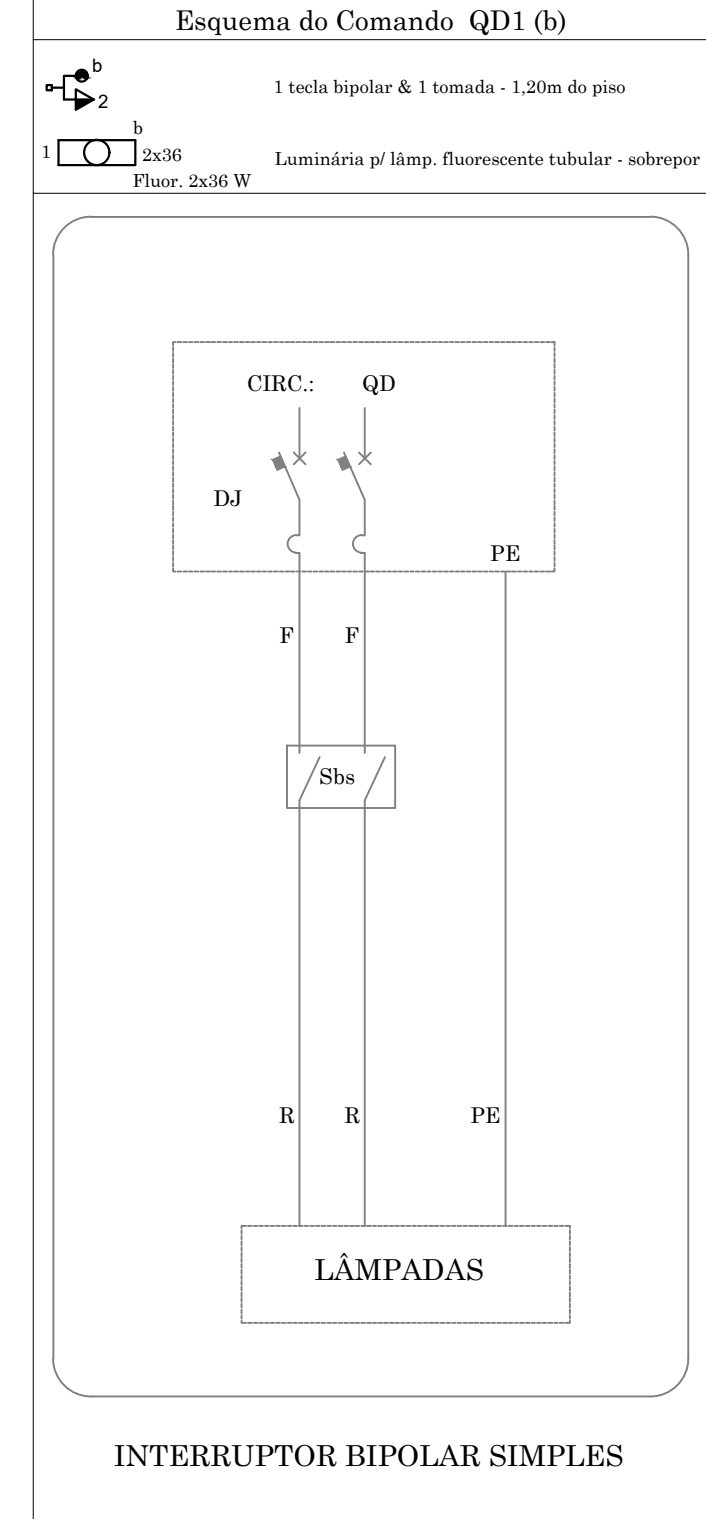 Esquema do Comando QD1 (b)
b
2
1 tecla bipolar & 1 tomada - 1,20m do piso
b
1
2x36
Fluor. 2x36 W
Luminária p/ lâmp. fluorescente tubular - sobrepor
CIRC.: QD
DJ
PE
F F
Sbs
R R PE
LÂMPADAS
INTERRUPTOR BIPOLAR SIMPLES